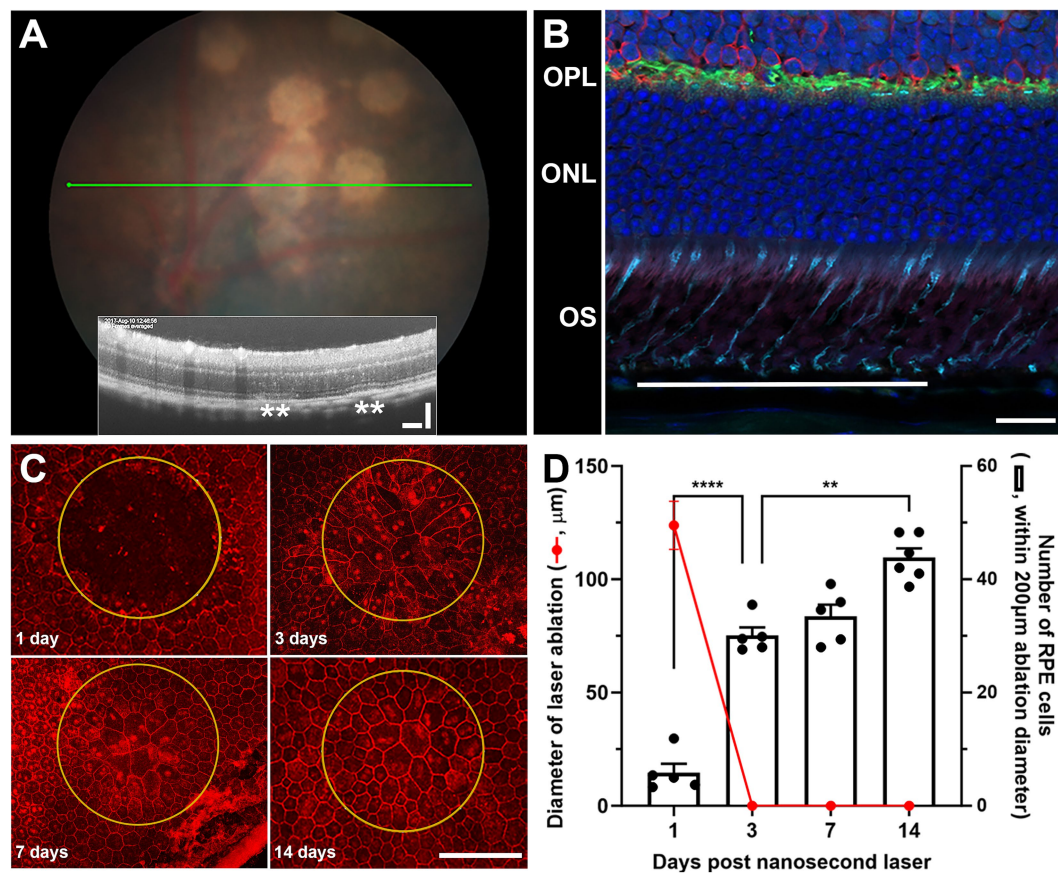 A
2017-Aug-10 12:46:56
Frames averaged
**
**
B
OPL
ONL
OS
C
1 day
3 days
7 days
14 days
D
Diameter of laser ablation (, μm)
150
100
50
0
****
**
60
40
20
0
Number of RPE cells
(, within 200μm ablation diameter)
1
3
7
14
Days post nanosecond laser